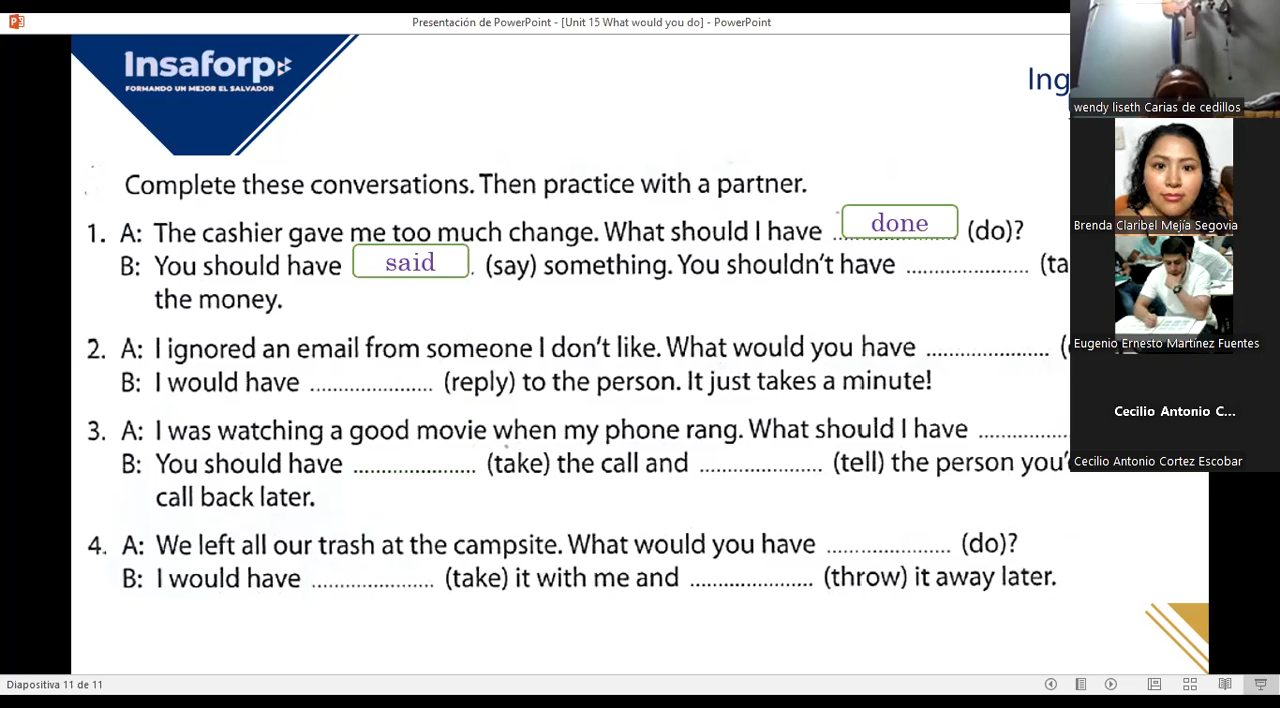 Presentación de PowerPoint - [Unit 15 What would you do] - PowerPoint
Insaforp
FORMANDO UN MEJOR EL SALVADOR
Ing
Complete these conversations. Then practice with a partner.
1. A: The cashier gave me too much change. What should I have done (do)?
B: You should have said. (say) something. You shouldn't have .................... (ta
the money.
2. A: I ignored an email from someone I don't like. What would you have .................... (
B: I would have .................... (reply) to the person. It just takes a minute!
3. A: I was watching a good movie when my phone rang. What should I have ...............
B: You should have .................... (take) the call and .................... (tell) the person you'
call back later.
4. A: We left all our trash at the campsite. What would you have .................... (do)?
B: I would have .................... (take) it with me and .................... (throw) it away later.
wendy liseth Carias de cedillos
Brenda Claribel Mejía Segovia
Eugenio Ernesto Martínez Fuentes
Cecilio Antonio C...
Cecilio Antonio Cortez Escobar
Diapositiva 11 de 11